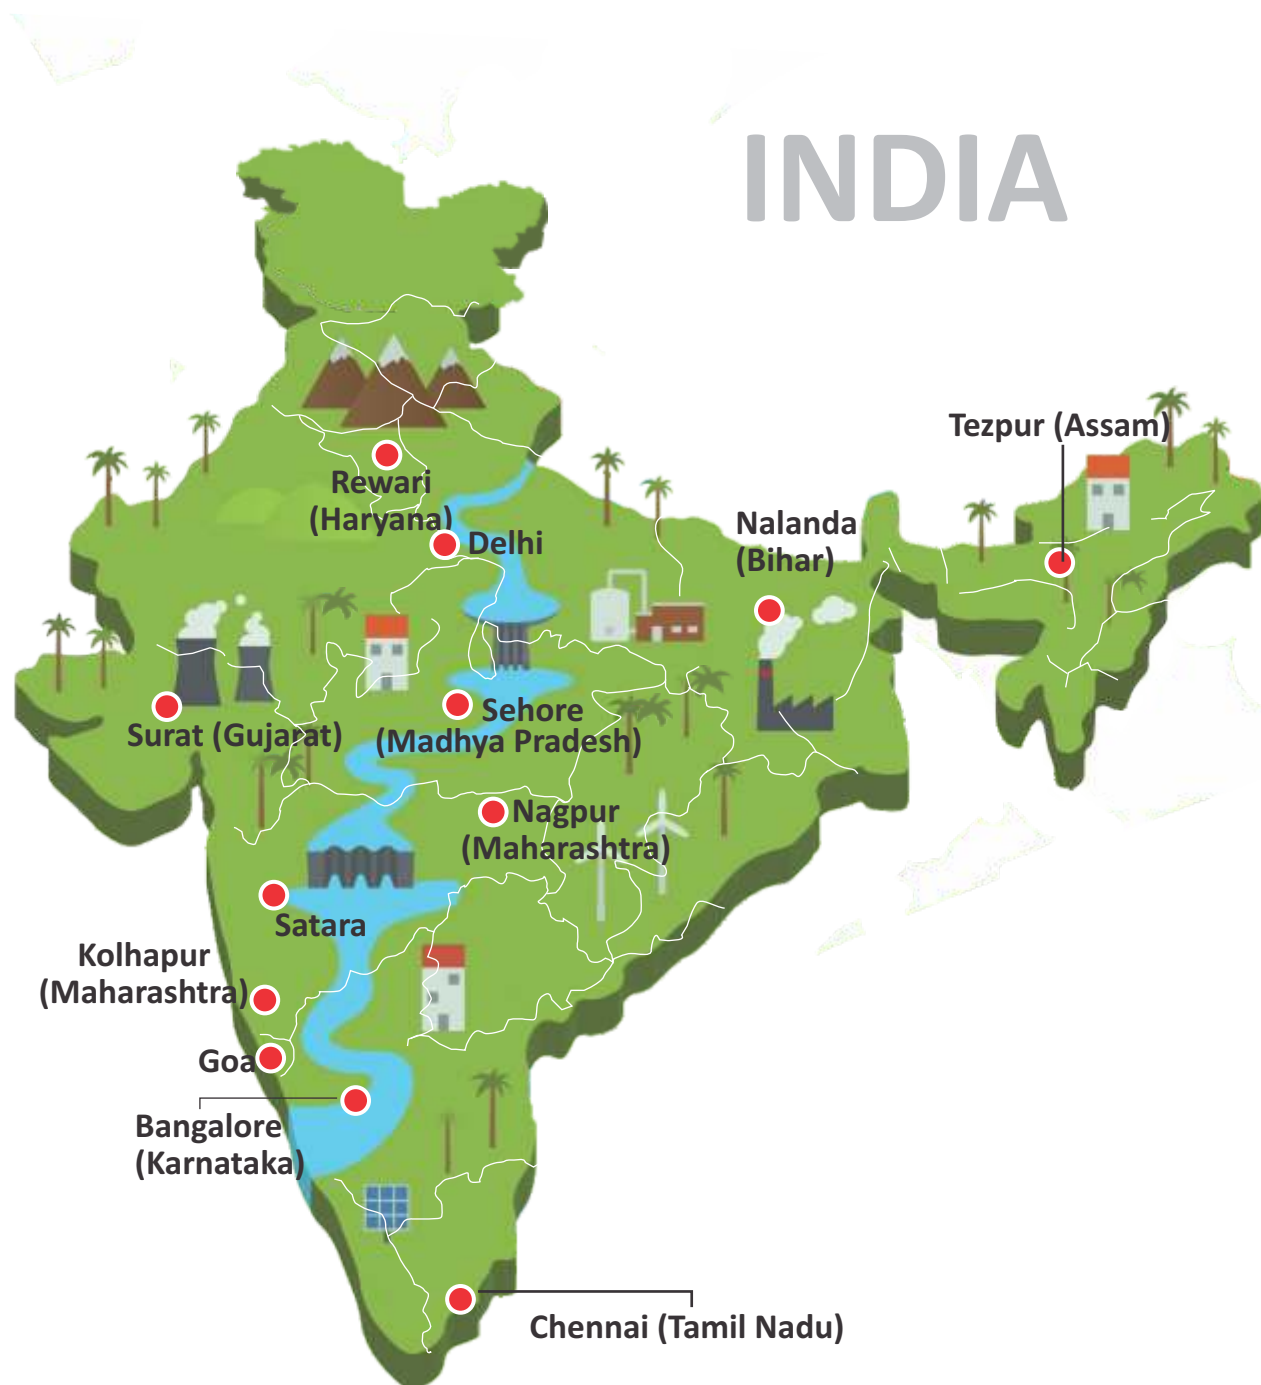 INDIA
Tezpur (Assam)
Rewari
(Haryana)
Nalanda
(Bihar)
Delhi
Surat (Gujarat)
Sehore
(Madhya Pradesh)
Nagpur
(Maharashtra)
Satara
Kolhapur
(Maharashtra)
Goa
Bangalore
(Karnataka)
Chennai (Tamil Nadu)